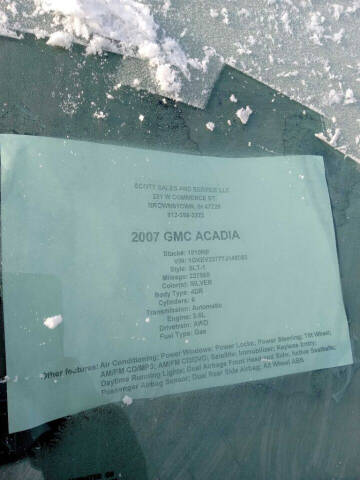 SCOTT SALES AND SERVICE LLC
221 W COMMERCE ST.
BROWNSTOWN, IN 47220
2007 GMC ACADIA
Stock#:
VIN:
Style: SLT-1
Mileage:
Color(s): SILVER
Body Type: 4DR
Cylinders: 6
Transmission: Automatic
Engine: 3.6L
Drivetrain: AWD
Fuel Type: Gas
Other features: Air Conditioning; Power Windows; Power Locks; Power Steering; Tilt Wheel;
AM/FM CD/MP3; AM/FM CD/DVD; Satellite; Immobilizer; Keyless Entry;
Daytime Running Lights; Dual Airbags Front Head and Side; Active Seatbelts;
Passenger Airbag Sensor; Dual Rear Side Airbag; All Wheel ABS